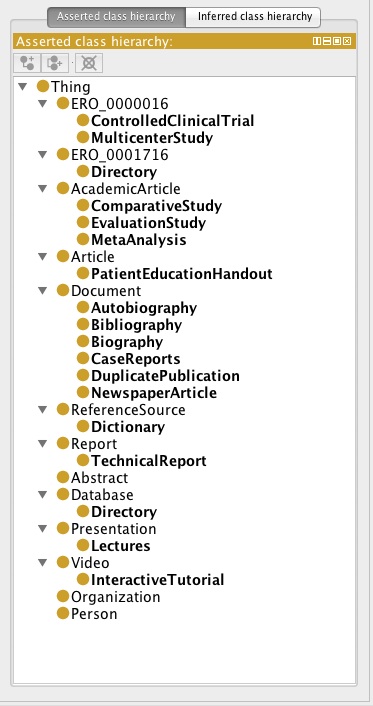 Asserted class hierarchy Inferred class hierarchy
Asserted class hierarchy:
Thing
ERO_0000016
ControlledClinicalTrial
MulticenterStudy
ERO_0001716
Directory
AcademicArticle
ComparativeStudy
EvaluationStudy
MetaAnalysis
Article
PatientEducationHandout
Document
Autobiography
Bibliography
Biography
CaseReports
DuplicatePublication
NewspaperArticle
ReferenceSource
Dictionary
Report
TechnicalReport
Abstract
Database
Directory
Presentation
Lectures
Video
InteractiveTutorial
Organization
Person